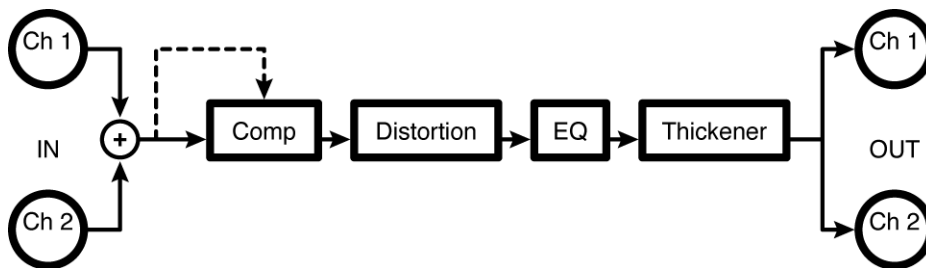 Ch 1
Ch 1
+
Comp
Distortion
EQ
Thickener
IN
OUT
Ch 2
Ch 2